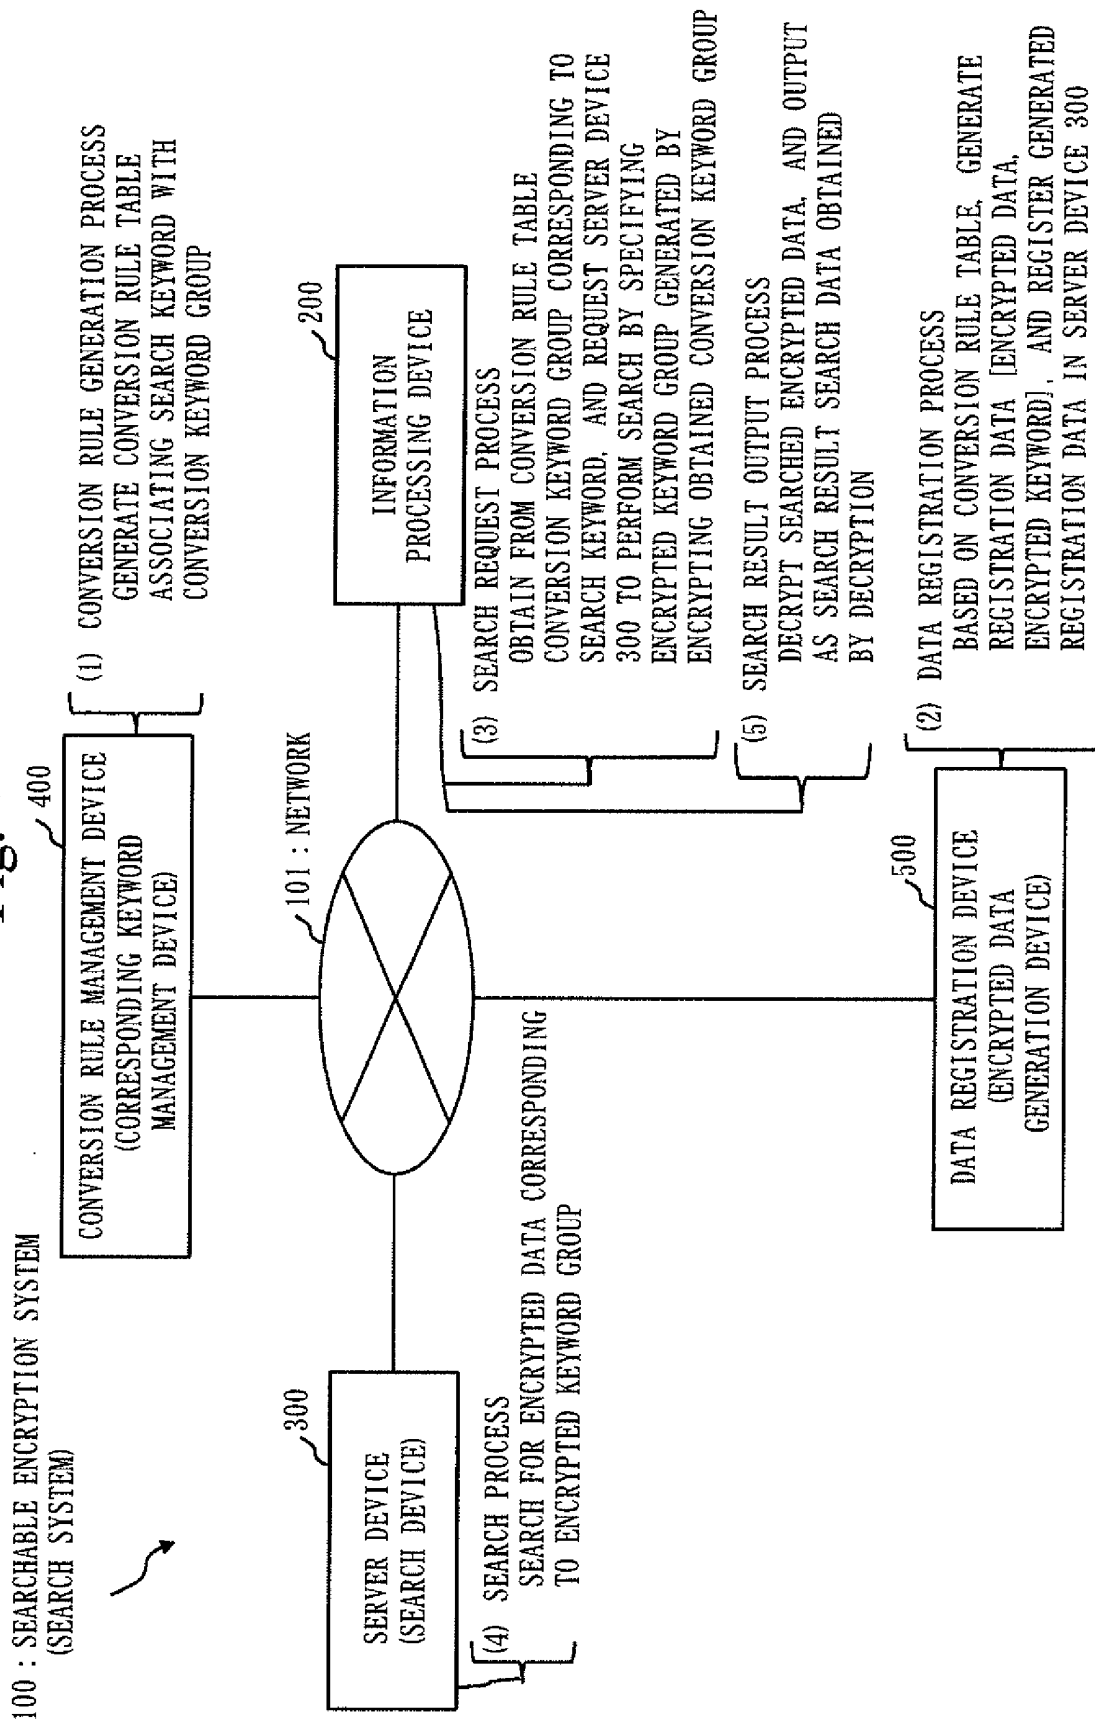 Fig.
100 : SEARCHABLE ENCRYPTION SYSTEM
(SEARCH SYSTEM)
400
CONVERSION RULE MANAGEMENT DEVICE
(CORRESPONDING KEYWORD
MANAGEMENT DEVICE)
(1) CONVERSION RULE GENERATION PROCESS
GENERATE CONVERSION RULE TABLE
ASSOCIATING SEARCH KEYWORD WITH
CONVERSION KEYWORD GROUP
101 : NETWORK
200
INFORMATION
PROCESSING DEVICE
300
SERVER DEVICE
(SEARCH DEVICE)
(4) SEARCH PROCESS
SEARCH FOR ENCRYPTED DATA CORRESPONDING
TO ENCRYPTED KEYWORD GROUP
(3) SEARCH REQUEST PROCESS
OBTAIN FROM CONVERSION RULE TABLE
CONVERSION KEYWORD GROUP CORRESPONDING TO
SEARCH KEYWORD, AND REQUEST SERVER DEVICE
300 TO PERFORM SEARCH BY SPECIFYING
ENCRYPTED KEYWORD GROUP GENERATED BY
ENCRYPTING OBTAINED CONVERSION KEYWORD GROUP
(5) SEARCH RESULT OUTPUT PROCESS
DECRYPT SEARCHED ENCRYPTED DATA, AND OUTPUT
AS SEARCH RESULT SEARCH DATA OBTAINED
BY DECRYPTION
500
DATA REGISTRATION DEVICE
(ENCRYPTED DATA
GENERATION DEVICE)
(2) DATA REGISTRATION PROCESS
BASED ON CONVERSION RULE TABLE, GENERATE
REGISTRATION DATA [ENCRYPTED DATA,
ENCRYPTED KEYWORD], AND REGISTER GENERATED
REGISTRATION DATA IN SERVER DEVICE 300